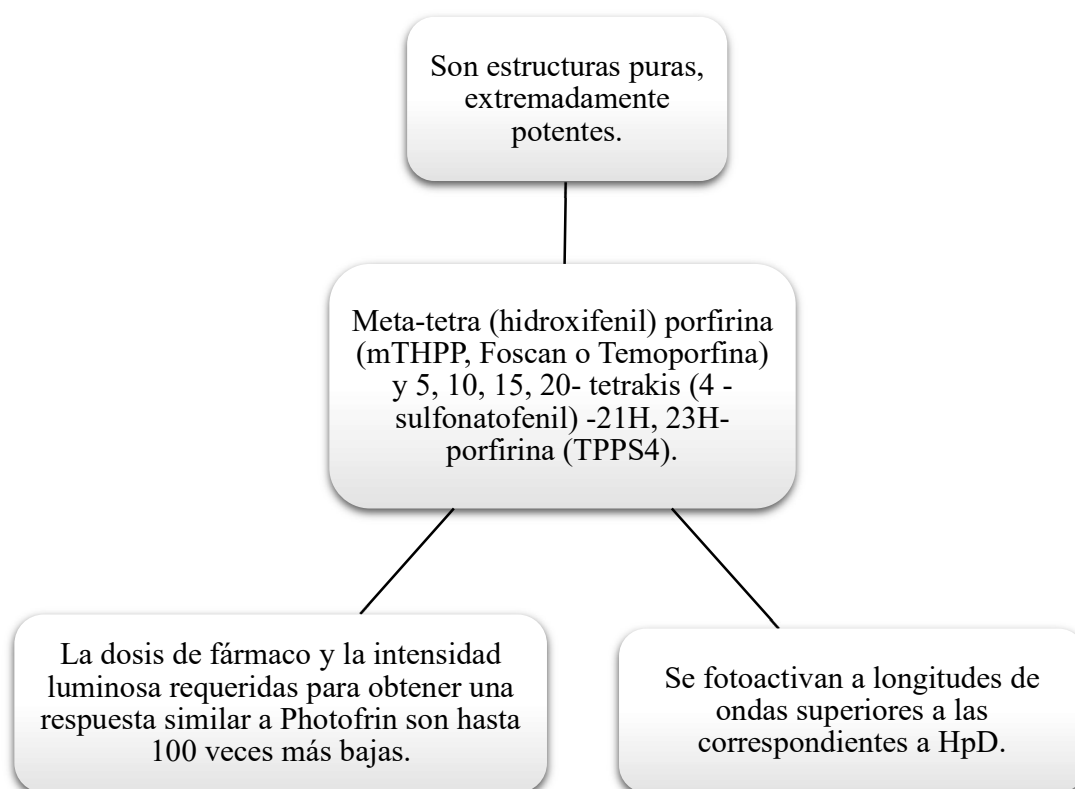 Son estructuras puras,
extremadamente
potentes.
Meta-tetra (hidroxifenil) porfirina
(mTHPP, Foscan o Temoporfina)
y 5, 10, 15, 20- tetrakis (4 -
sulfonatofenil) -21H, 23H-
porfirina (TPPS4).
La dosis de fármaco y la intensidad
luminosa requeridas para obtener una
respuesta similar a Photofrin son hasta
100 veces más bajas.
Se fotoactivan a longitudes de
ondas superiores a las
correspondientes a HpD.